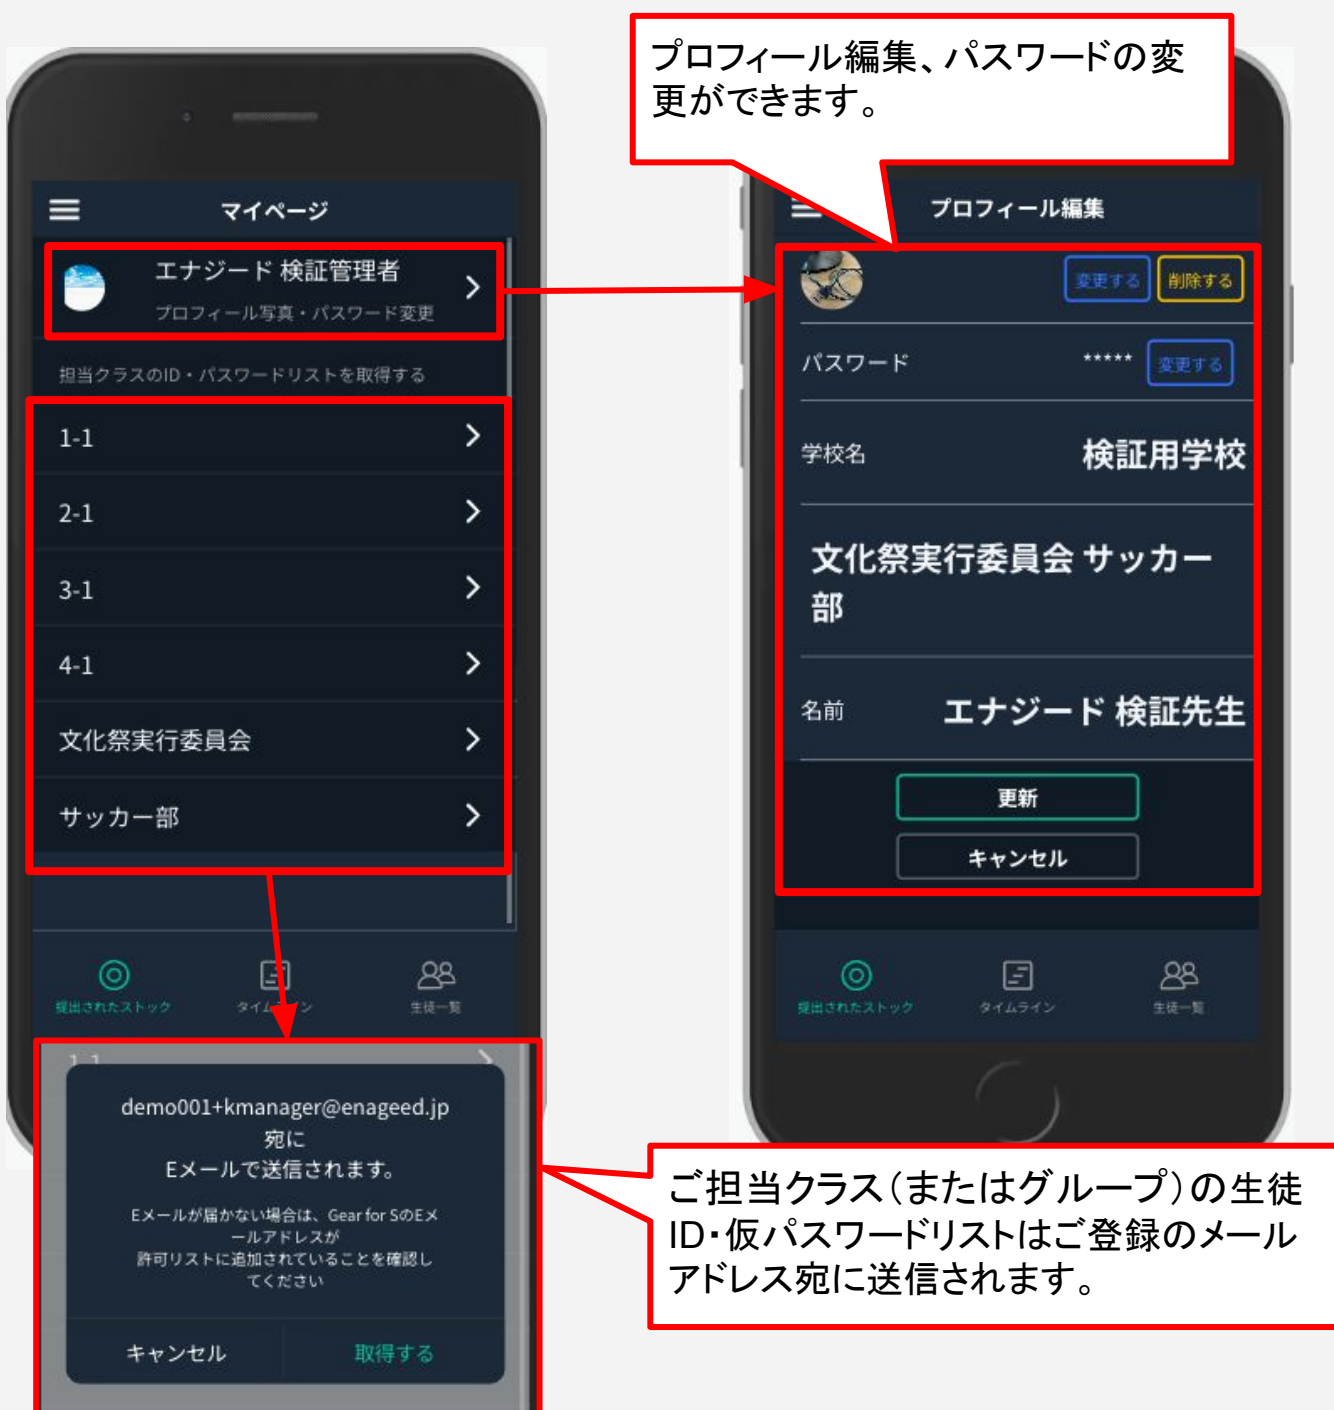 プロフィール編集、パスワードの変
更ができます。
マイページ
エナジード 検証管理者
プロフィール写真・パスワード変更
担当クラスのID・パスワードリストを取得する
1-1
2-1
3-1
4-1
文化祭実行委員会
サッカー部
提出されたストック
タイムライン
生徒一覧
1-1
demo001+kmanager@enageed.jp
宛に
Eメールで送信されます。
Eメールが届かない場合は、Gear for SのEメ
ールアドレスが
許可リストに追加されていることを確認し
てください
キャンセル
取得する
プロフィール編集
変更する
削除する
パスワード
*****
変更する
学校名
検証用学校
文化祭実行委員会 サッカー
部
名前
エナジード 検証先生
更新
キャンセル
提出されたストック
タイムライン
生徒一覧
ご担当クラス(またはグループ)の生徒
ID・仮パスワードリストはご登録のメール
アドレス宛に送信されます。